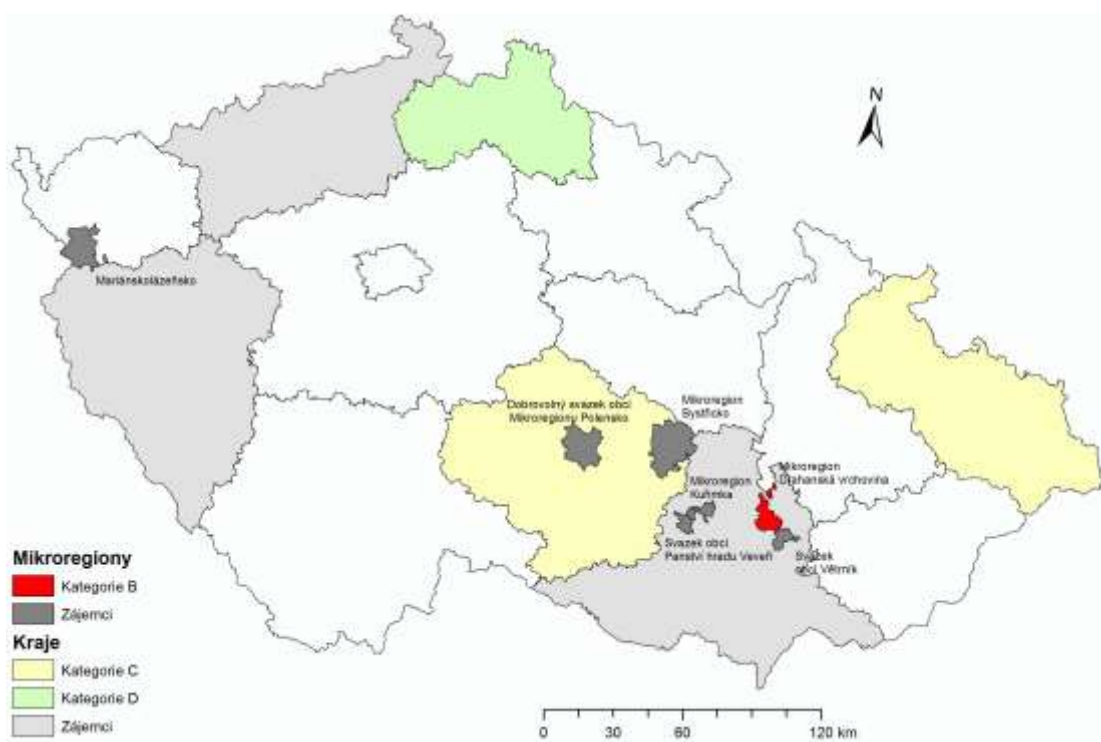 N
Mariánskolázeňsko
Dobrovolný svazek obcí
Mikroregionu Polensko
Mikroregion
Bystřicko
Mikroregion
Drahanská vrchovina
Mikroregion
Kuřimka
Svazek obcí
Panství hradu Veveří
Svazek
obcí Větrník
Mikroregiony
Kategorie B
Zájemci
Kraje
Kategorie C
Kategorie D
Zájemci
0 30 60 120 km